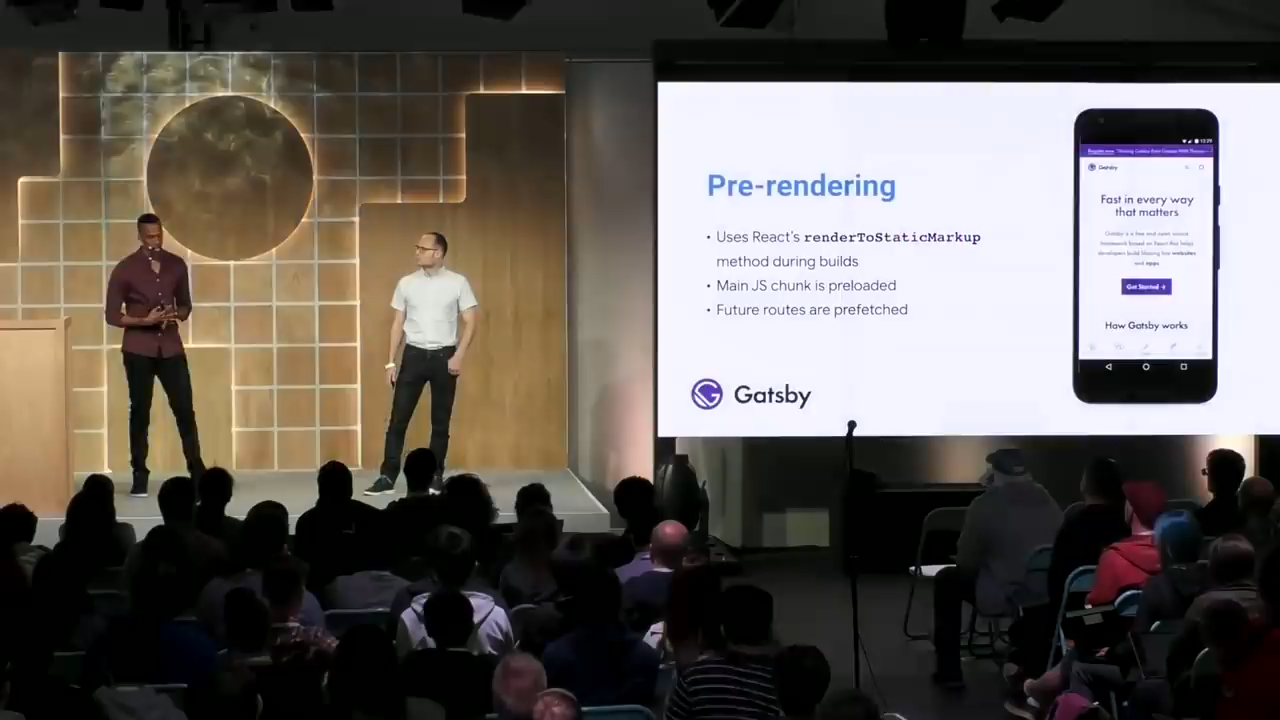 Pre-rendering
• Uses React's renderToStaticMarkup
method during builds
• Main JS chunk is preloaded
• Future routes are prefetched
Gatsby
Gatsby
Fast in every way
that matters
Get Started →
How Gatsby works